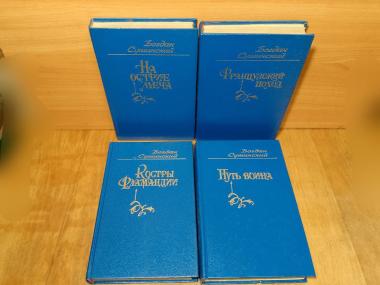 Богдан
Сушинский
На
острие
меча
Богдан
Сушинский
Французский
поход
Богдан
Сушинский
Костры
Фламандии
Богдан
Сушинский
Путь воина